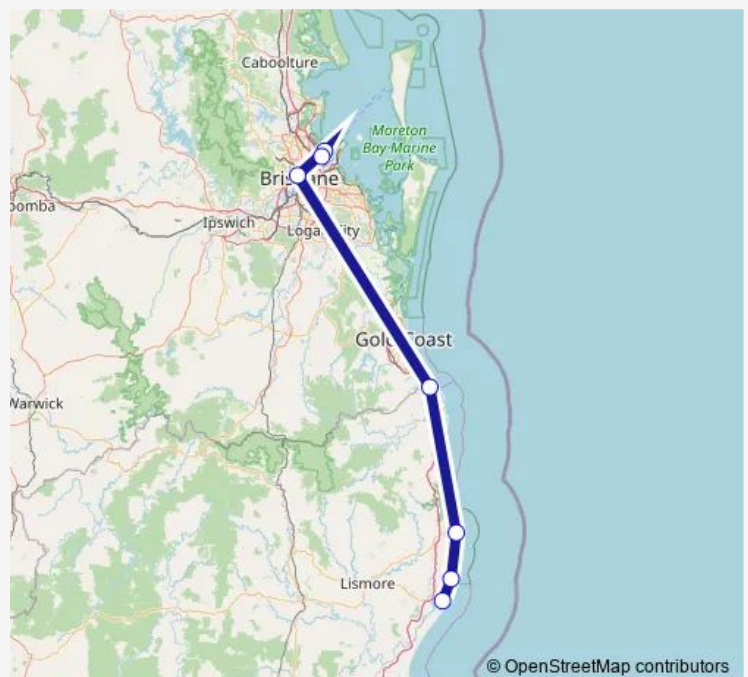 Caboolture
Moreton
Bay Marine
Park
Brisbane
oomba
Ipswich
Logan City
Gold Coast
Warwick
Lismore
© OpenStreetMap contributors